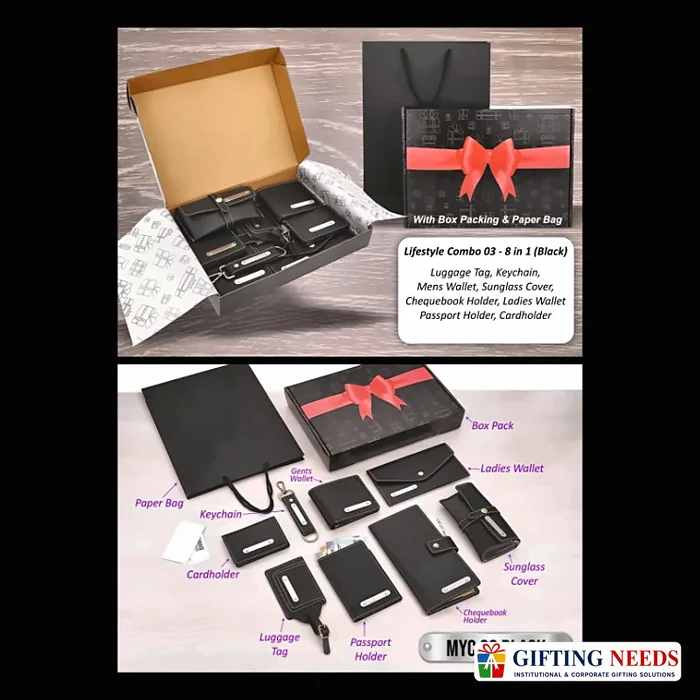 With Box Packing & Paper Bag
Lifestyle Combo 03 - 8 in 1 (Black)
Luggage Tag, Keychain,
Mens Wallet, Sunglass Cover,
Chequebook Holder, Ladies Wallet
Passport Holder, Cardholder
Box Pack
Ladies Wallet
Gents
Wallet
Paper Bag
Keychain
Cardholder
Sunglass
Cover
Chequebook
Holder
Luggage
Tag
Passport
Holder
GIFTING NEEDS
INSTITUTIONAL & CORPORATE GIFTING SOLUTIONS